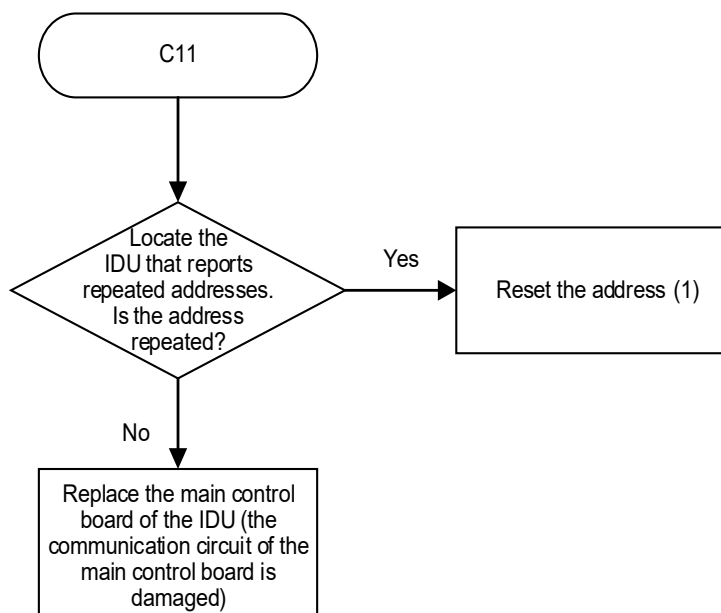 C11
Locate the
IDU that reports
repeated addresses.
Is the address
repeated?
Yes
Reset the address (1)
No
Replace the main control
board of the IDU (the
communication circuit of the
main control board is
damaged)